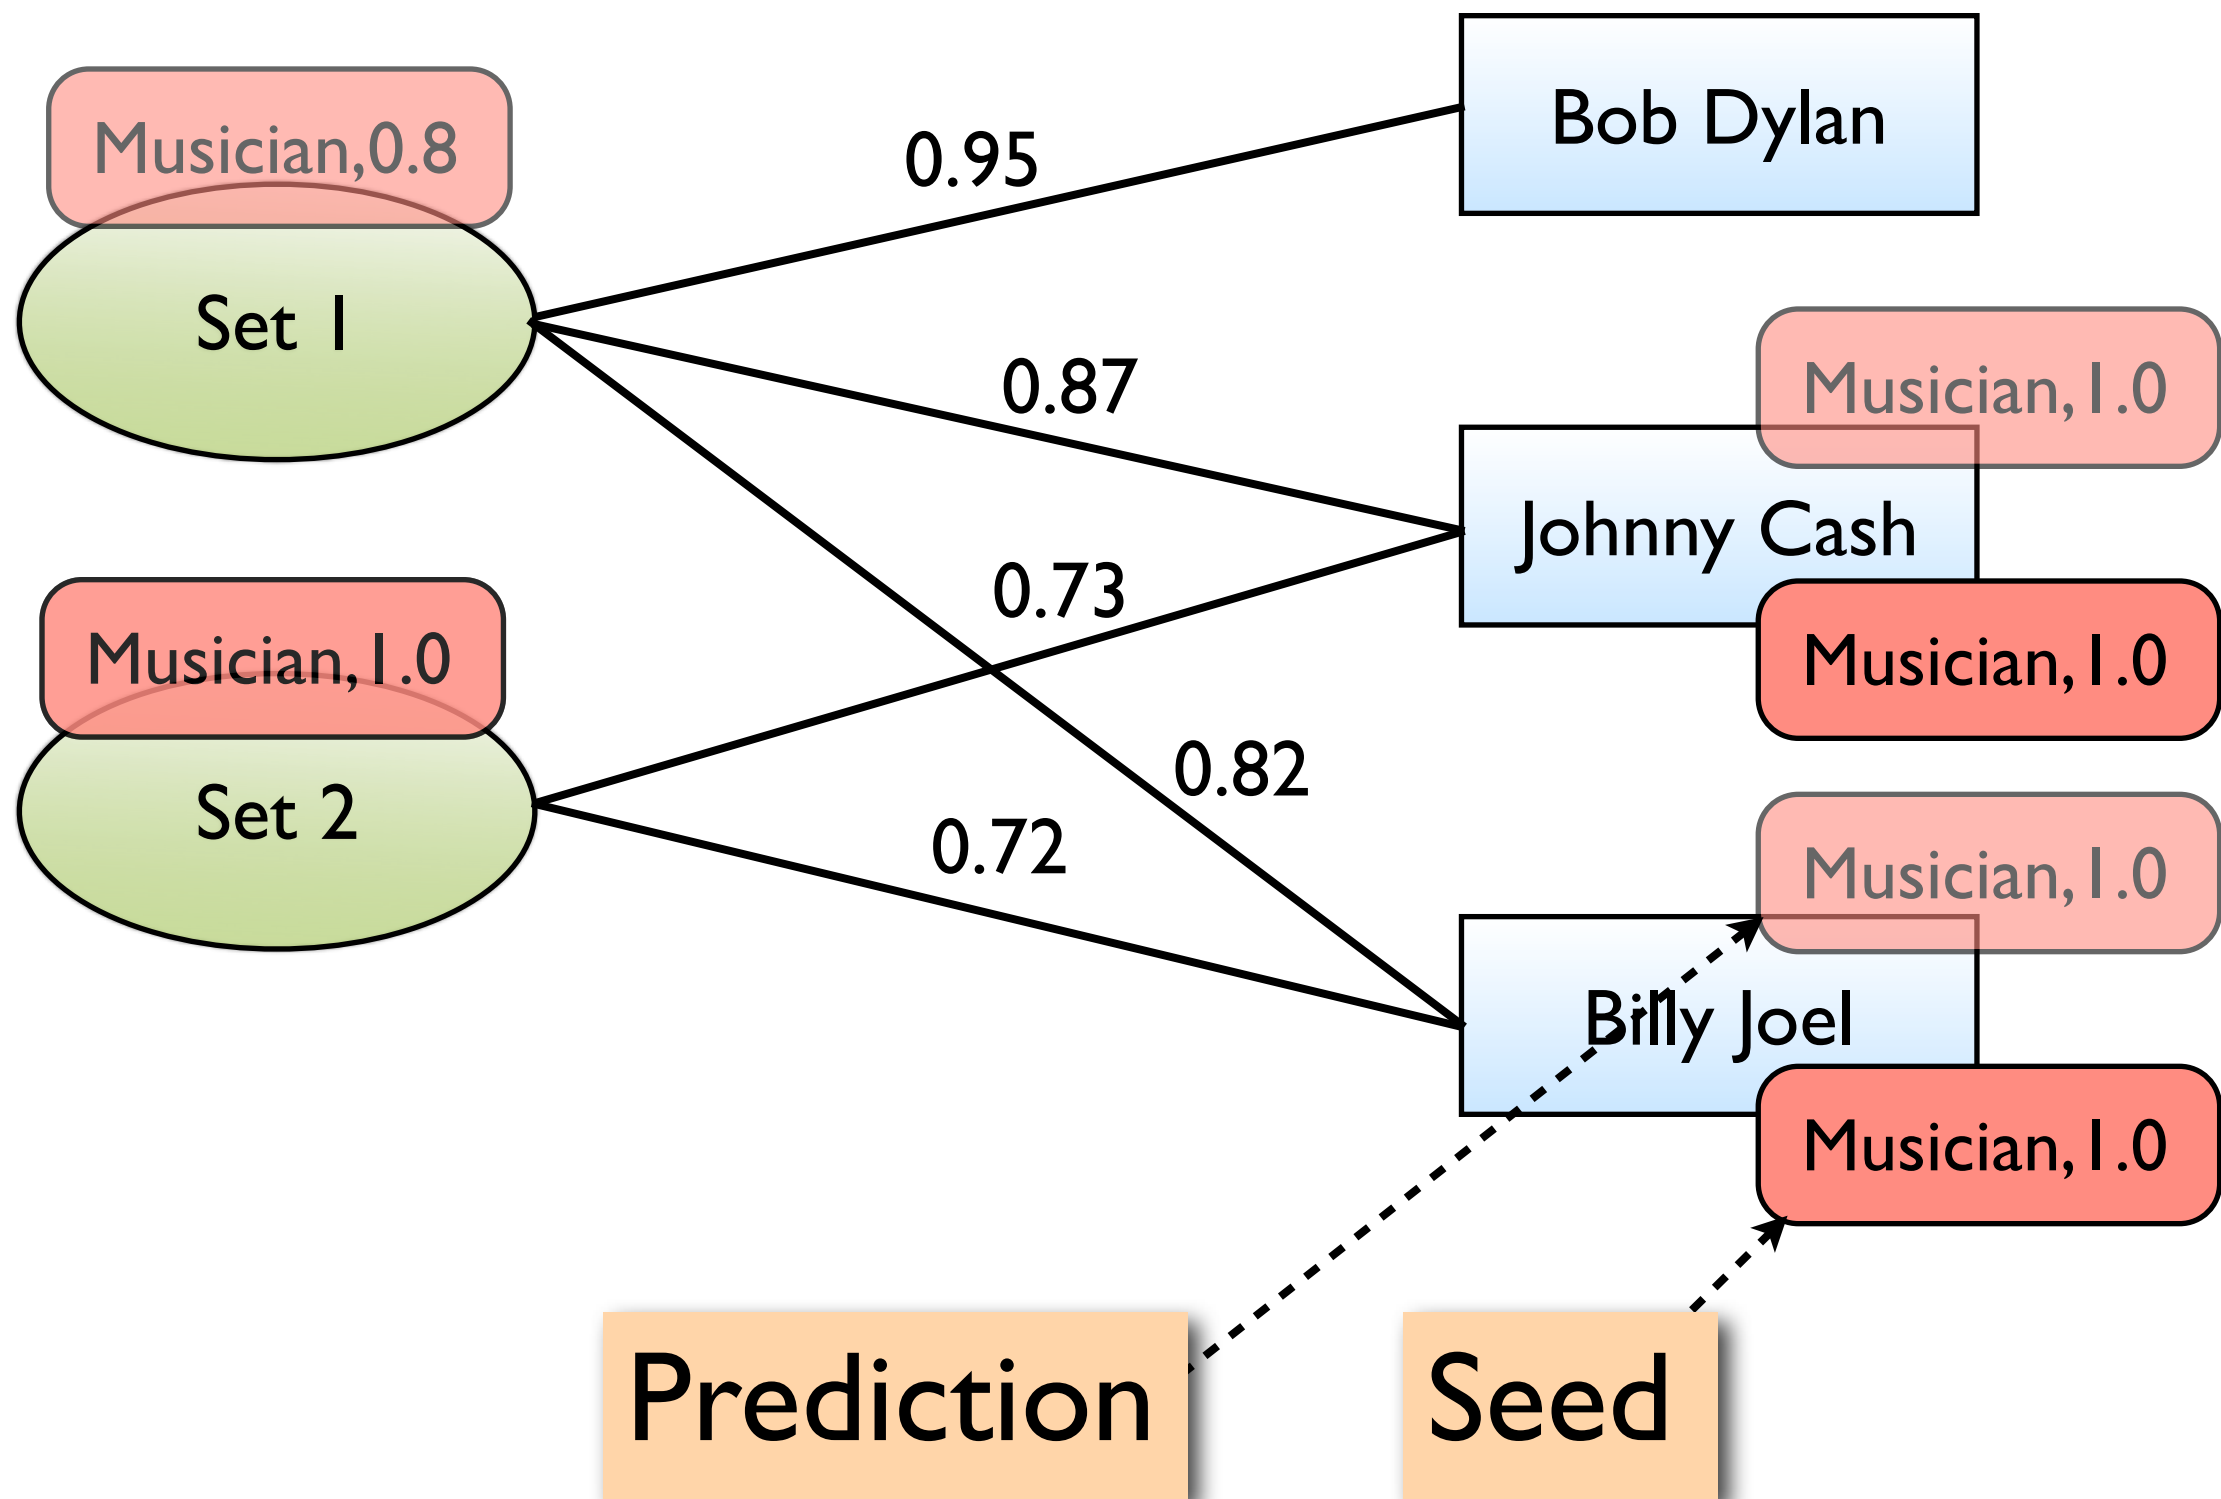 Bob Dylan
Musician,0.8
0.95
Set 1
0.87
Musician,1.0
Johnny Cash
0.73
Musician,1.0
Musician,1.0
0.82
Set 2
0.72
Musician,1.0
Billy Joel
Musician,1.0
Prediction
Seed